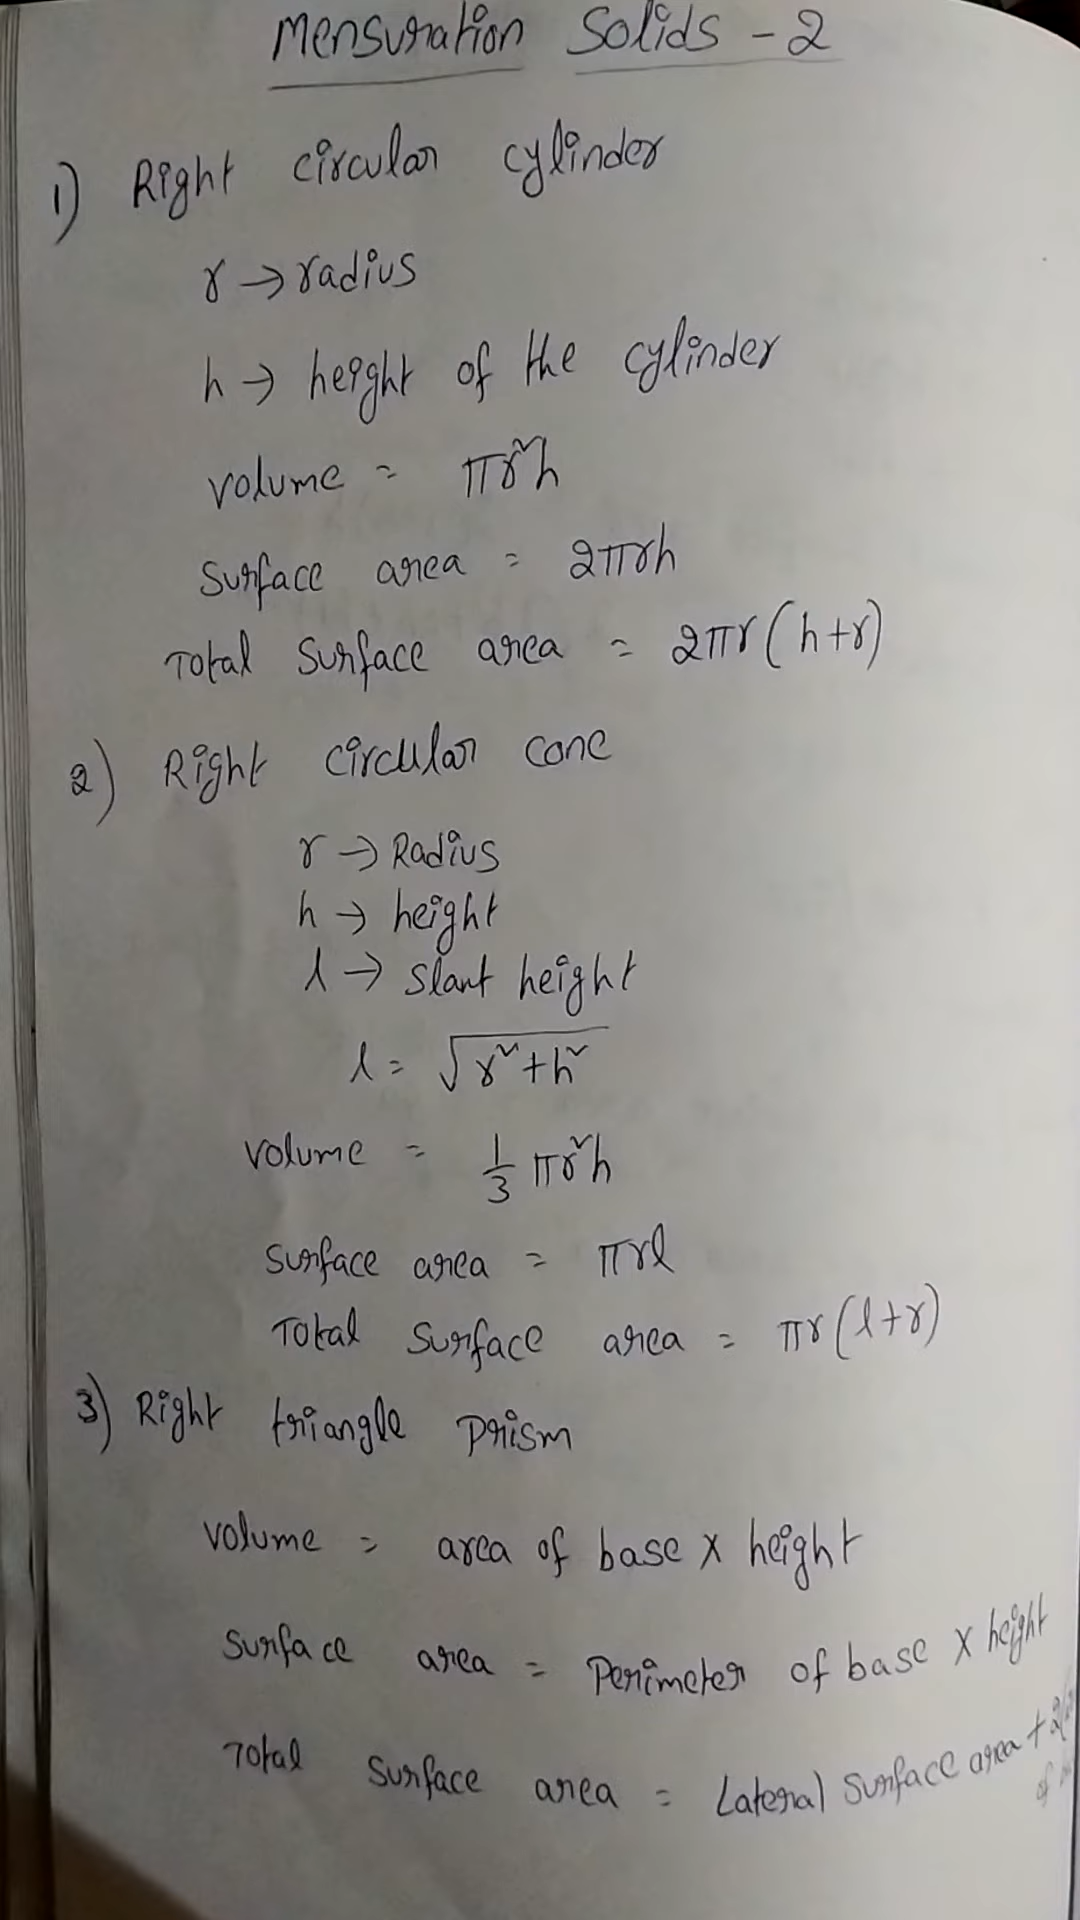 Mensuration Solids - 2
1) Right circular cylinder
r → radius
h → height of the cylinder
volume = πr²h
Surface area = 2πrh
Total Surface area = 2πr(h+r)
2) Right circular cone
r → Radius
h → height
l → slant height
l = √r²+h²
volume = 1/3 πr²h
surface area = πrl
Total surface area = πr(l+r)
3) Right triangle prism
volume = area of base x height
Surface area = Perimeter of base x height
Total surface area = Lateral Surface area + 2(
of